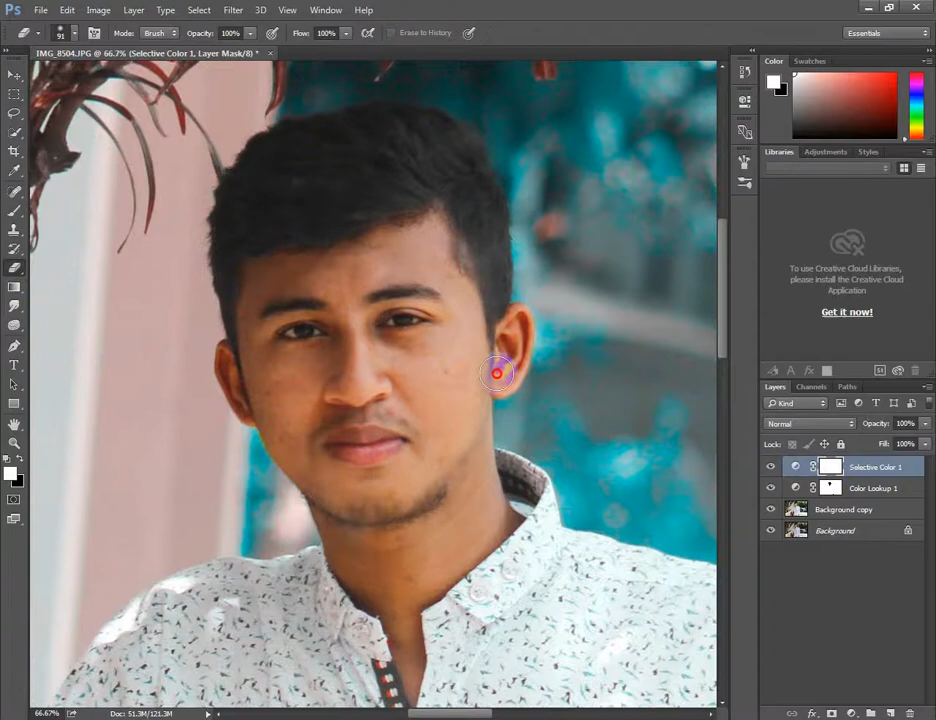 Ps File Edit Image Layer Type Select Filter 3D View Window Help
91 Mode: Brush Opacity: 100% Flow: 100% Erase to History Essentials
IMG_8504.JPG @ 66.7% (Selective Color 1, Layer Mask/8) * ×
Color Swatches
Libraries Adjustments Styles
To use Creative Cloud Libraries,
please install the Creative Cloud
Application
Get it now!
Layers Channels Paths
Kind
Normal Opacity: 100%
Lock: Fill: 100%
Selective Color 1
Color Lookup 1
Background copy
Background
66.67% Doc: 51.3M/121.3M